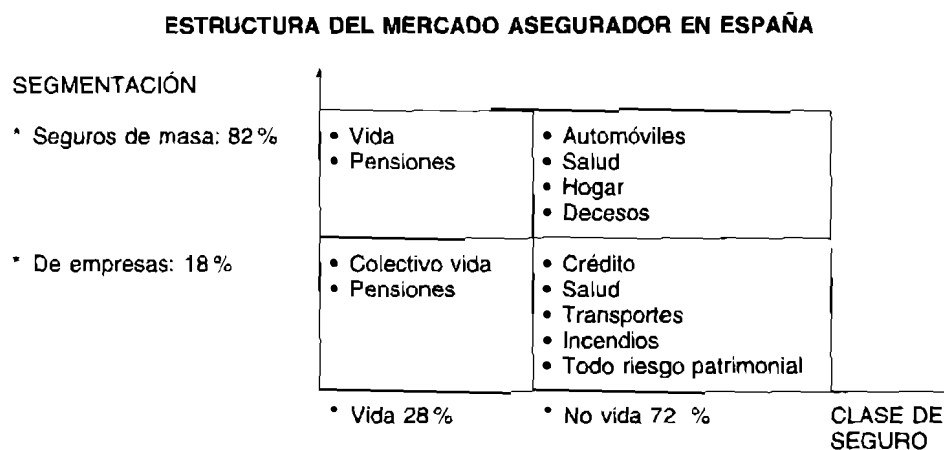 ESTRUCTURA DEL MERCADO ASEGURADOR EN ESPAÑA
SEGMENTACIÓN
* Seguros de masa: 82%
• Vida
• Pensiones
• Automóviles
• Salud
• Hogar
• Decesos
* De empresas: 18%
• Colectivo vida
• Pensiones
• Crédito
• Salud
• Transportes
• Incendios
• Todo riesgo patrimonial
* Vida 28%
* No vida 72 %
CLASE DE
SEGURO